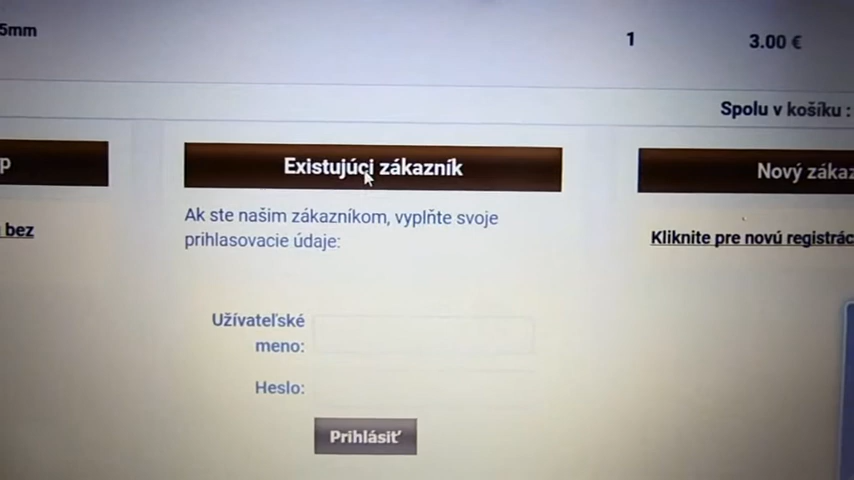 5mm
1
3.00 €
Spolu v košíku :
p
Existujúci zákazník
Nový zákaz
Ak ste našim zákazníkom, vyplňte svoje
prihlasovacie údaje:
bez
Kliknite pre novú registrác
Užívateľské
meno:
Heslo:
Prihlásiť